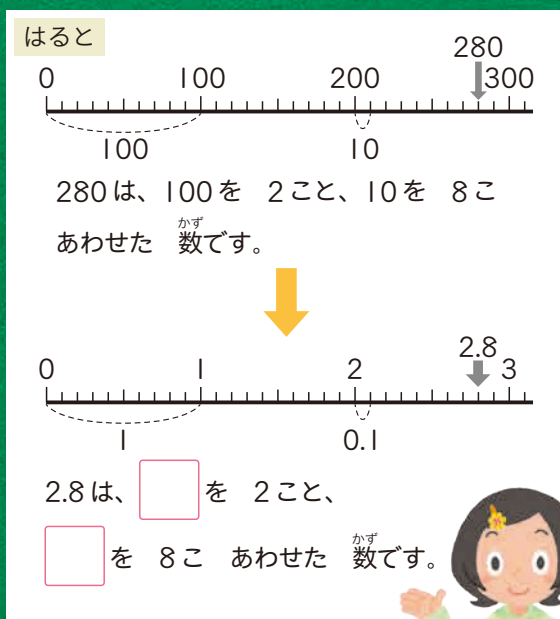 はると
280
0 100 200 300
100 10
280は、100を 2こと、10を 8こ
あわせた 数です。
かず
2.8
0 1 2 3
1 0.1
2.8は、 を 2こと、
を 8こ あわせた 数です。
かず